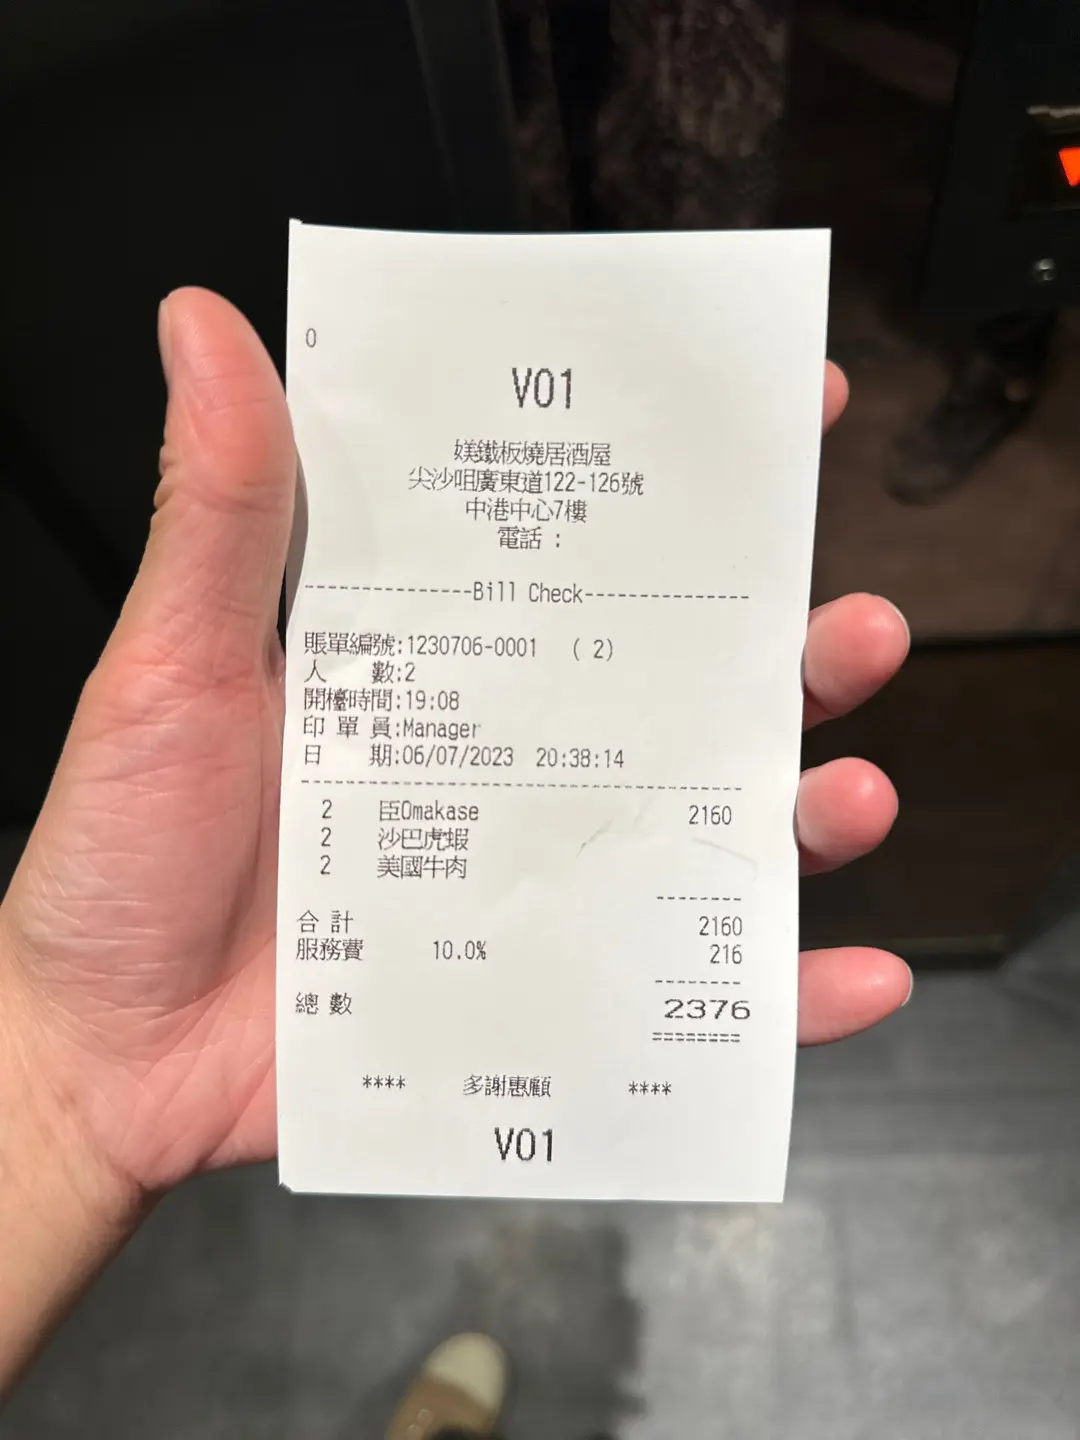 0
V01
媄鐵板燒居酒屋
尖沙咀廣東道122-126號
中港中心7樓
電話 :
---------------Bill Check---------------
賬單編號:1230706-0001 ( 2)
人 數:2
開檯時間:19:08
印 單 員:Manager
日 期:06/07/2023 20:38:14
2 臣Omakase 2160
2 沙巴虎蝦
2 美國牛肉
合 計 2160
服務費 10.0% 216
總 數 2376
========
**** 多謝惠顧 ****
V01